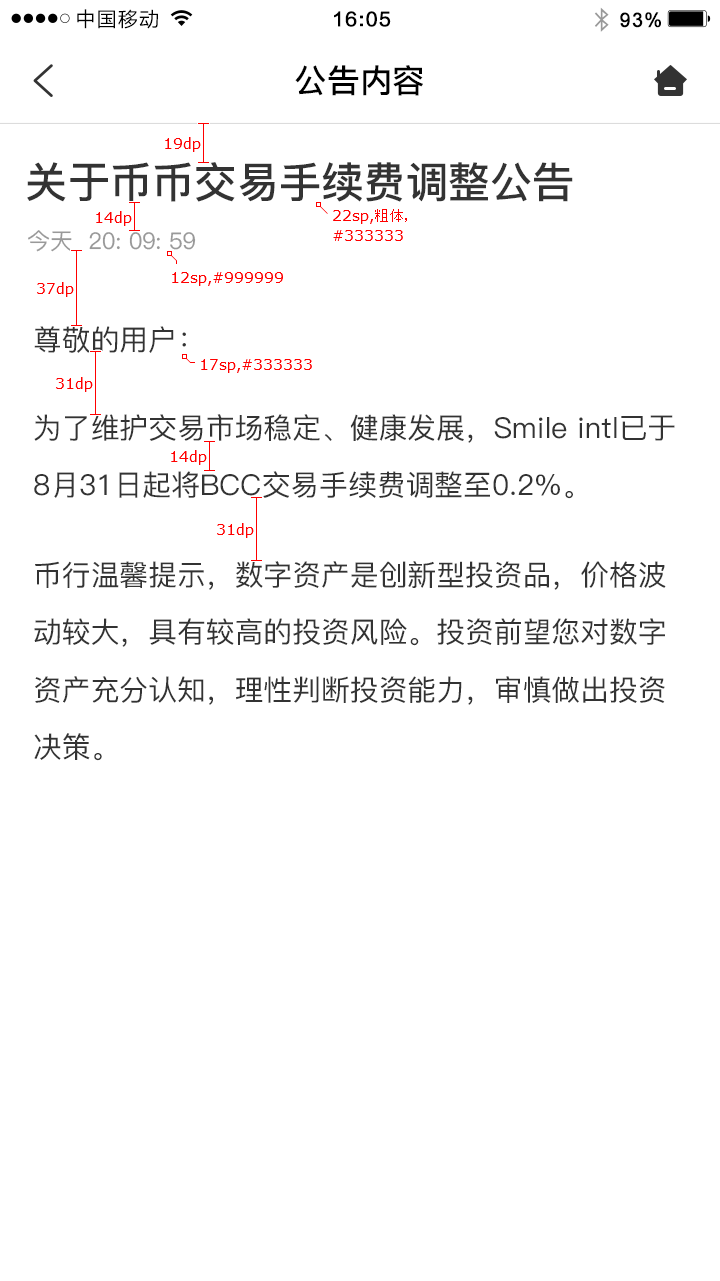 中国移动
16:05
93%
公告内容
19dp
关于币币交易手续费调整公告
14dp
22sp,粗体,
#333333
今天 20: 09: 59
12sp,#999999
37dp
尊敬的用户：
17sp,#333333
31dp
为了维护交易市场稳定、健康发展，Smile intl已于
14dp
8月31日起将BCC交易手续费调整至0.2%。
31dp
币行温馨提示，数字资产是创新型投资品，价格波
动较大，具有较高的投资风险。投资前望您对数字
资产充分认知，理性判断投资能力，审慎做出投资
决策。